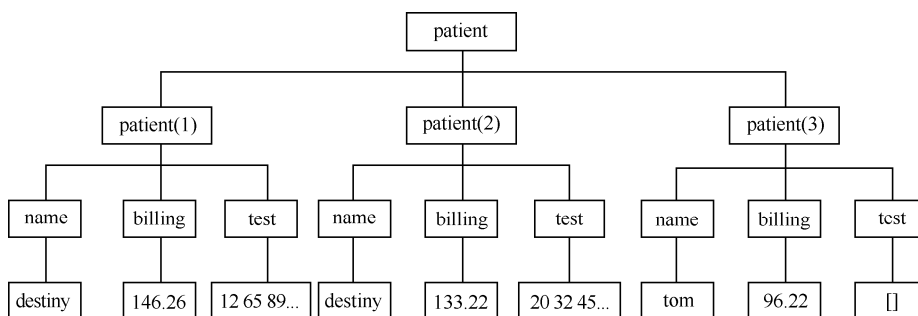 patient
patient(1) patient(2) patient(3)
name billing test name billing test name billing test
destiny 146.26 12 65 89... destiny 133.22 20 32 45... tom 96.22 []